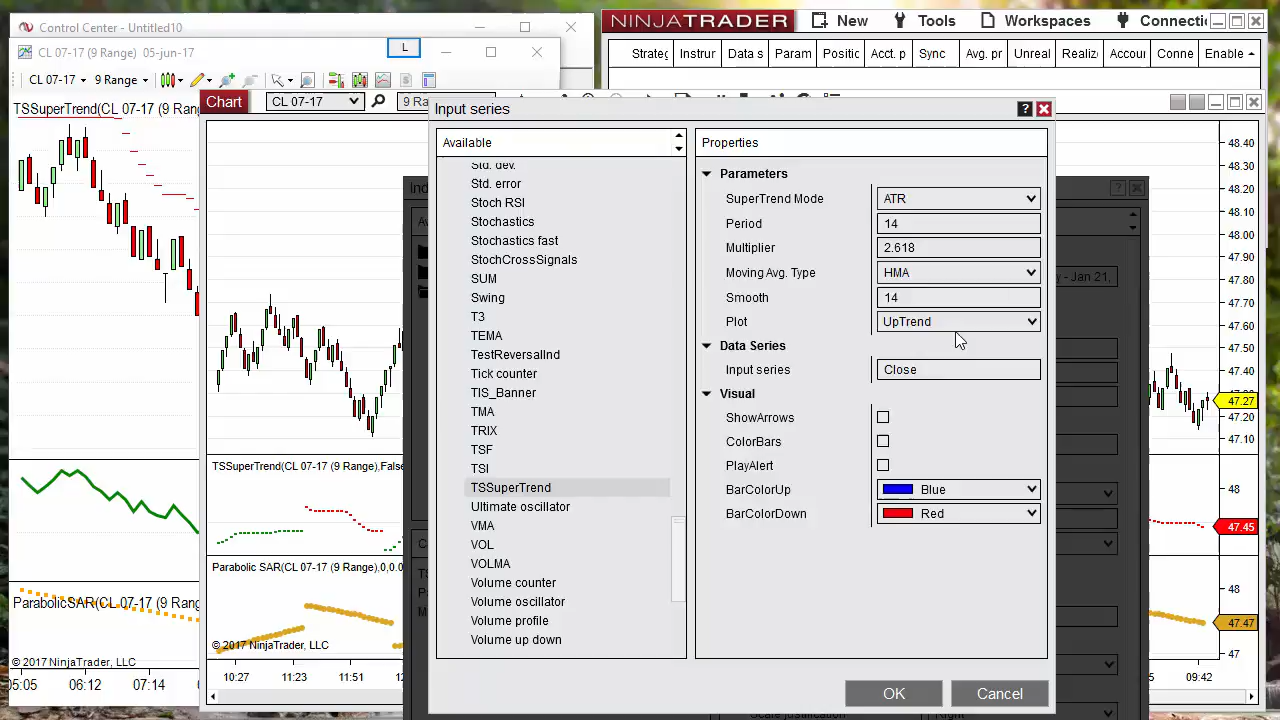 Control Center - Untitled10
CL 07-17 (9 Range) 05-jun-17
L
CL 07-17 9 Range
TSSuperTrend(CL 07-17 (9 Rang
NINJATRADER New Tools Workspaces Connecti
Strateg Instrur Data s Param Positic Acct. p Sync Avg. pr Unreal Realiz Accour Conne Enable
Chart CL 07-17 9 Ra
Input series ?
Available
Std. dev.
Std. error
Stoch RSI
Stochastics
Stochastics fast
StochCrossSignals
SUM
Swing
T3
TEMA
TestReversalInd
Tick counter
TIS_Banner
TMA
TRIX
TSF
TSI
TSSuperTrend
Ultimate oscillator
VMA
VOL
VOLMA
Volume counter
Volume oscillator
Volume profile
Volume up down
Properties
Parameters
SuperTrend Mode ATR
Period 14
Multiplier 2.618
Moving Avg. Type HMA
Smooth 14
Plot UpTrend
Data Series
Input series Close
Visual
ShowArrows
ColorBars
PlayAlert
BarColorUp Blue
BarColorDown Red
OK Cancel
y - Jan 21,
48.40
48.30
48.20
48.10
48.00
47.90
47.80
47.70
47.60
47.50
47.40
47.27
47.20
47.10
48
47.45
48
47.47
47
TSSuperTrend(CL 07-17 (9 Range),False
Parabolic SAR(CL 07-17 (9 Range),0,0.0
ParabolicSAR(CL 07-17 (9 Rang
© 2017 NinjaTrader, LLC
© 2017 NinjaTrader, LLC
05:05 06:12 07:14
10:27 11:23 11:51 09:42
Right